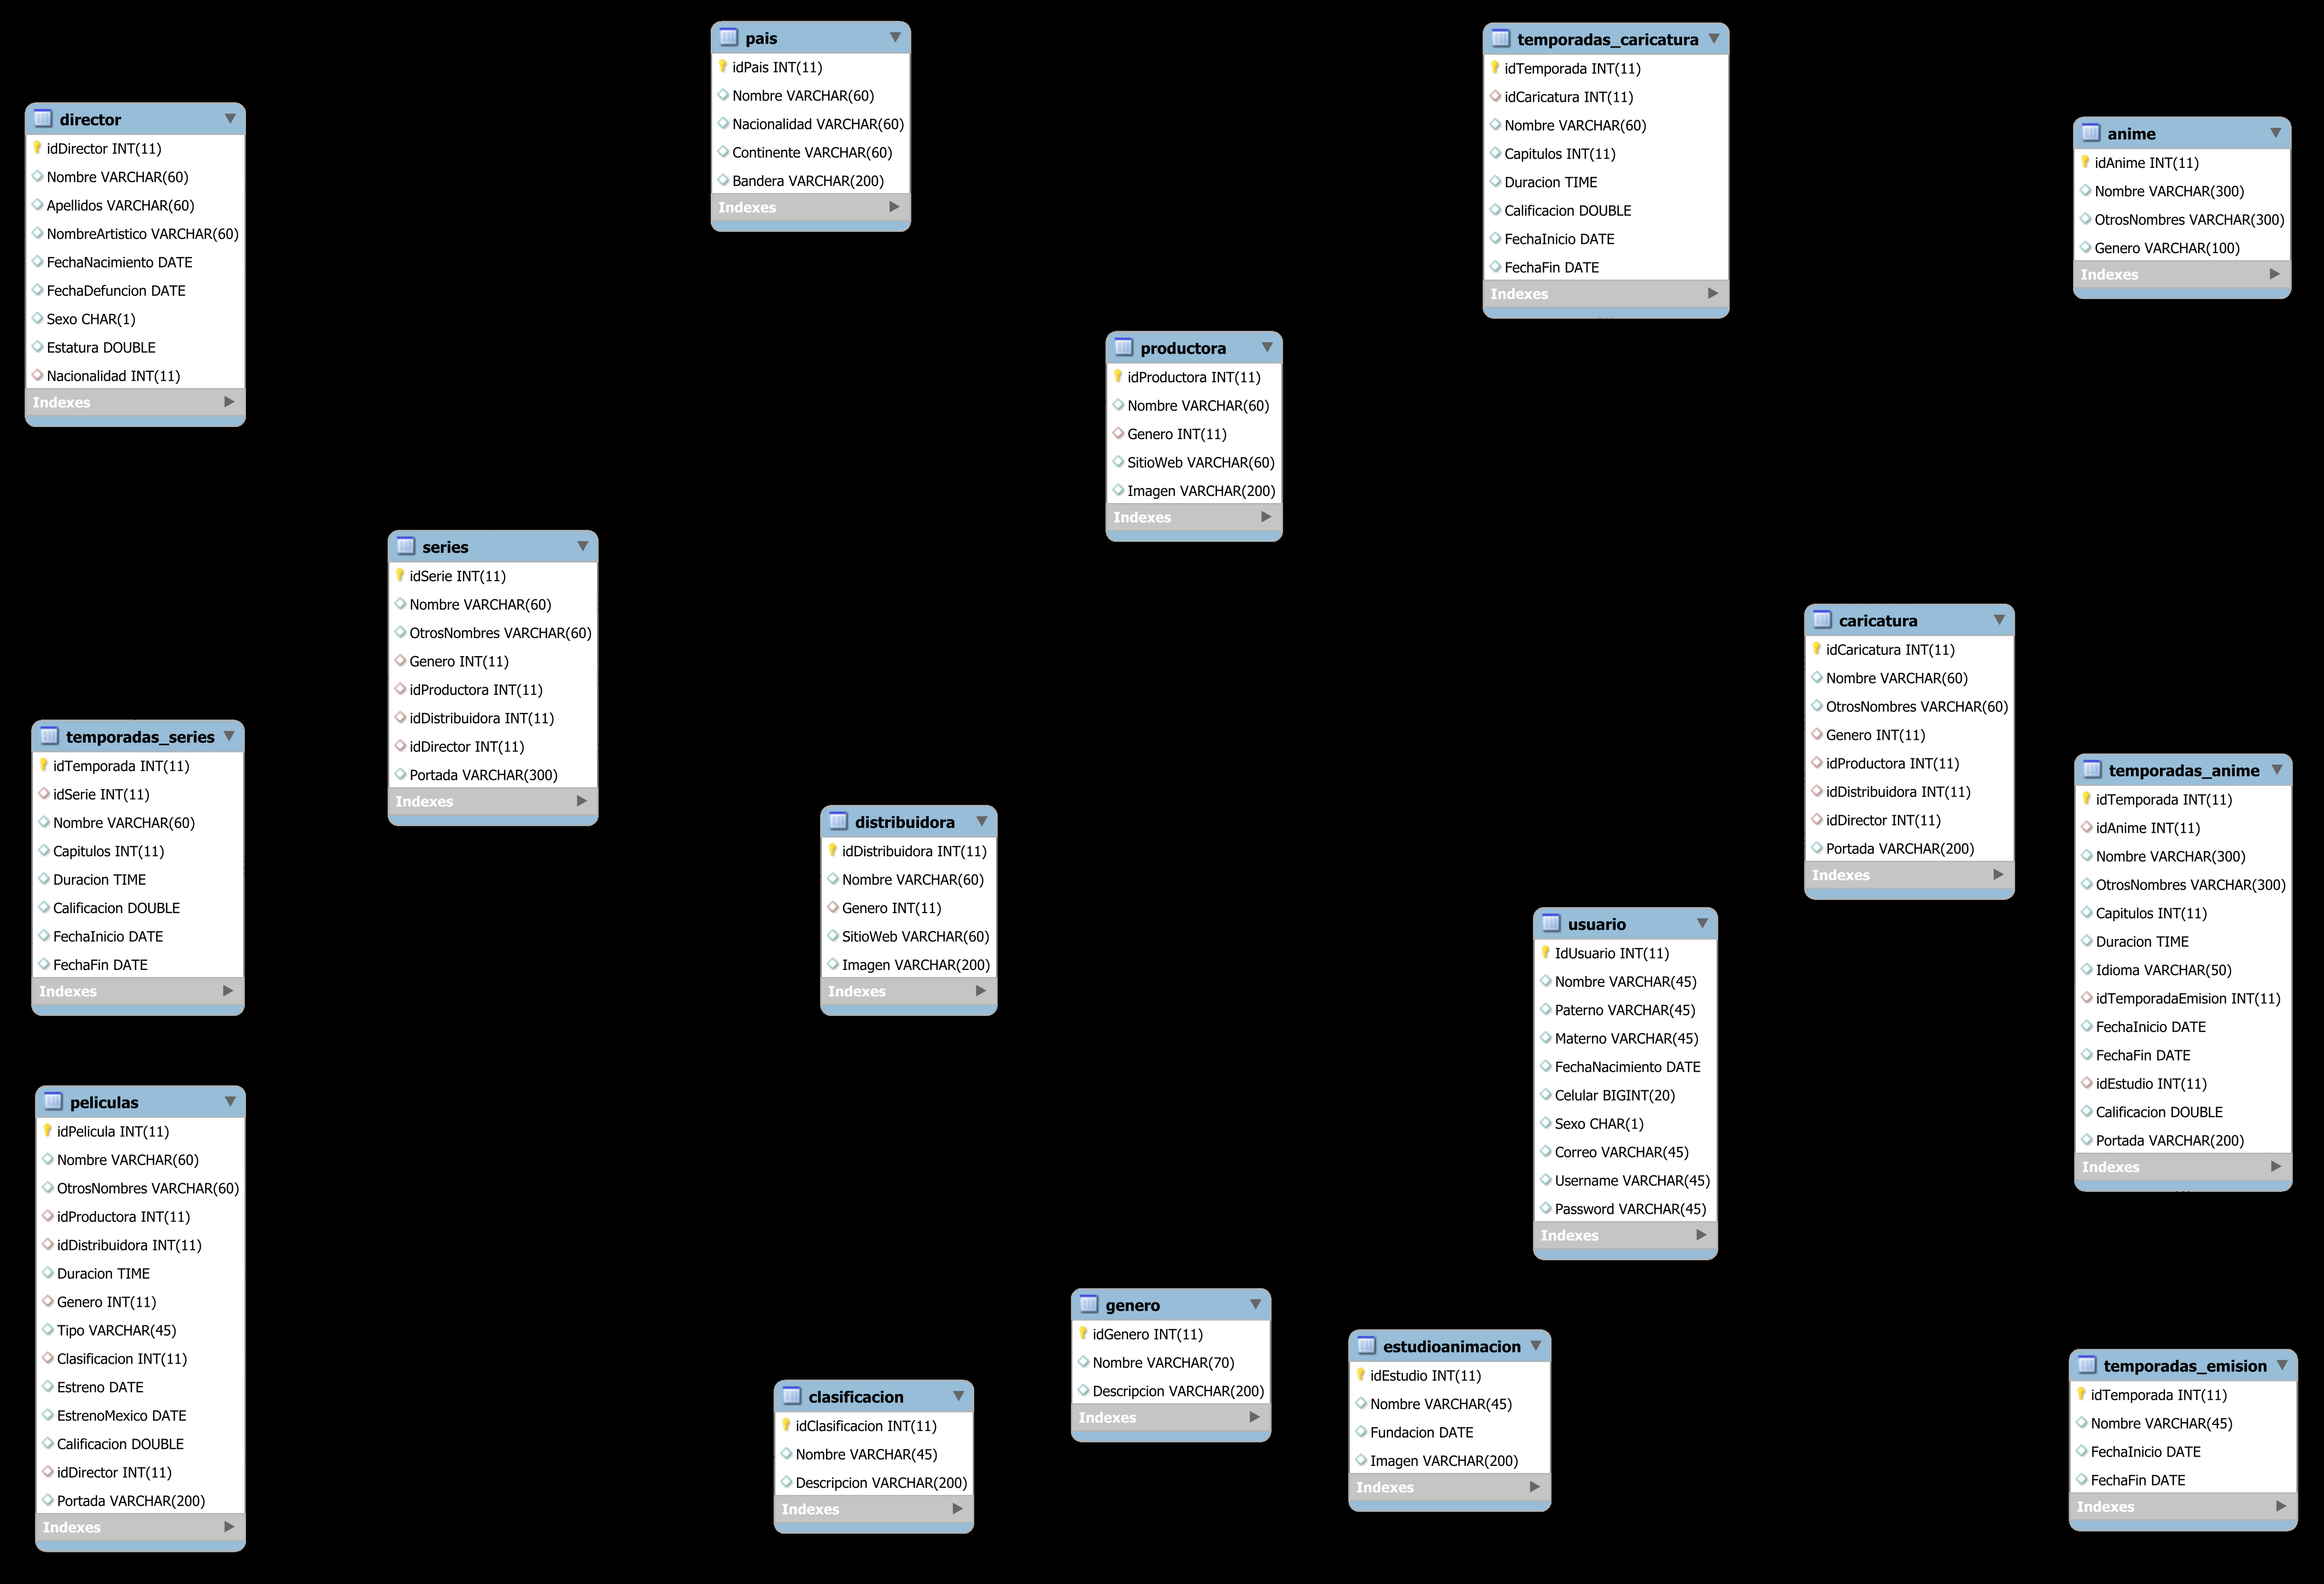 pais
idPais INT(11)
Nombre VARCHAR(60)
Nacionalidad VARCHAR(60)
Continente VARCHAR(60)
Bandera VARCHAR(200)
Indexes
temporadas_caricatura
idTemporada INT(11)
idCaricatura INT(11)
Nombre VARCHAR(60)
Capitulos INT(11)
Duracion TIME
Calificacion DOUBLE
FechaInicio DATE
FechaFin DATE
Indexes
director
idDirector INT(11)
Nombre VARCHAR(60)
Apellidos VARCHAR(60)
NombreArtistico VARCHAR(60)
FechaNacimiento DATE
FechaDefuncion DATE
Sexo CHAR(1)
Estatura DOUBLE
Nacionalidad INT(11)
Indexes
anime
idAnime INT(11)
Nombre VARCHAR(300)
OtrosNombres VARCHAR(300)
Genero VARCHAR(100)
Indexes
productora
idProductora INT(11)
Nombre VARCHAR(60)
Genero INT(11)
SitioWeb VARCHAR(60)
Imagen VARCHAR(200)
Indexes
series
idSerie INT(11)
Nombre VARCHAR(60)
OtrosNombres VARCHAR(60)
Genero INT(11)
idProductora INT(11)
idDistribuidora INT(11)
idDirector INT(11)
Portada VARCHAR(300)
Indexes
caricatura
idCaricatura INT(11)
Nombre VARCHAR(60)
OtrosNombres VARCHAR(60)
Genero INT(11)
idProductora INT(11)
idDistribuidora INT(11)
idDirector INT(11)
Portada VARCHAR(200)
Indexes
temporadas_series
idTemporada INT(11)
idSerie INT(11)
Nombre VARCHAR(60)
Capitulos INT(11)
Duracion TIME
Calificacion DOUBLE
FechaInicio DATE
FechaFin DATE
Indexes
temporadas_anime
idTemporada INT(11)
idAnime INT(11)
Nombre VARCHAR(300)
OtrosNombres VARCHAR(300)
Capitulos INT(11)
Duracion TIME
Idioma VARCHAR(50)
idTemporadaEmision INT(11)
FechaInicio DATE
FechaFin DATE
idEstudio INT(11)
Calificacion DOUBLE
Portada VARCHAR(200)
Indexes
distribuidora
idDistribuidora INT(11)
Nombre VARCHAR(60)
Genero INT(11)
SitioWeb VARCHAR(60)
Imagen VARCHAR(200)
Indexes
usuario
IdUsuario INT(11)
Nombre VARCHAR(45)
Paterno VARCHAR(45)
Materno VARCHAR(45)
FechaNacimiento DATE
Celular BIGINT(20)
Sexo CHAR(1)
Correo VARCHAR(45)
Username VARCHAR(45)
Password VARCHAR(45)
Indexes
peliculas
idPelicula INT(11)
Nombre VARCHAR(60)
OtrosNombres VARCHAR(60)
idProductora INT(11)
idDistribuidora INT(11)
Duracion TIME
Genero INT(11)
Tipo VARCHAR(45)
Clasificacion INT(11)
Estreno DATE
EstrenoMexico DATE
Calificacion DOUBLE
idDirector INT(11)
Portada VARCHAR(200)
Indexes
genero
idGenero INT(11)
Nombre VARCHAR(70)
Descripcion VARCHAR(200)
Indexes
estudioanimacion
idEstudio INT(11)
Nombre VARCHAR(45)
Fundacion DATE
Imagen VARCHAR(200)
Indexes
temporadas_emision
idTemporada INT(11)
Nombre VARCHAR(45)
FechaInicio DATE
FechaFin DATE
Indexes
clasificacion
idClasificacion INT(11)
Nombre VARCHAR(45)
Descripcion VARCHAR(200)
Indexes